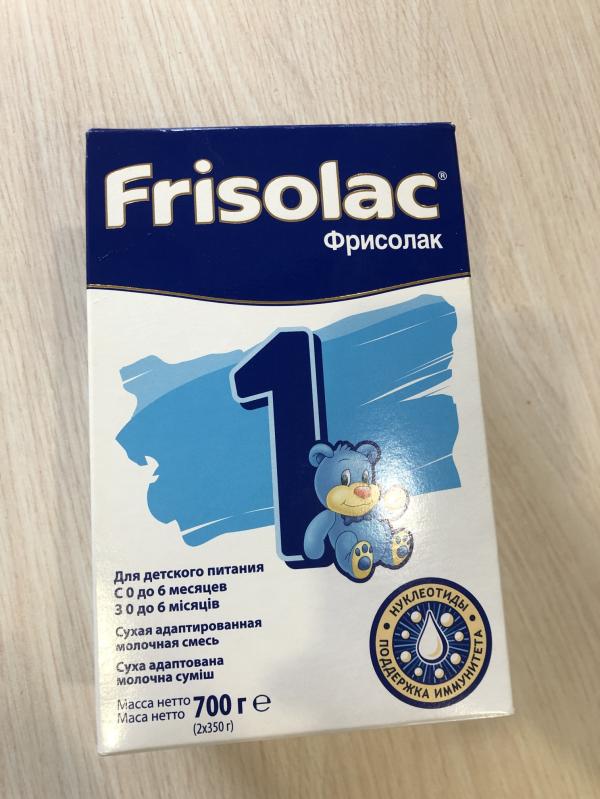 Frisolac®
Фрисолак
1
Для детского питания
С 0 до 6 месяцев
З 0 до 6 місяців
Сухая адаптированная
молочная смесь
Суха адаптована
молочна суміш
Масса нетто
Маса нетто
700 г ℮
(2x350 г)
НУКЛЕОТИДЫ
ПОДДЕРЖКА ИММУНИТЕТА